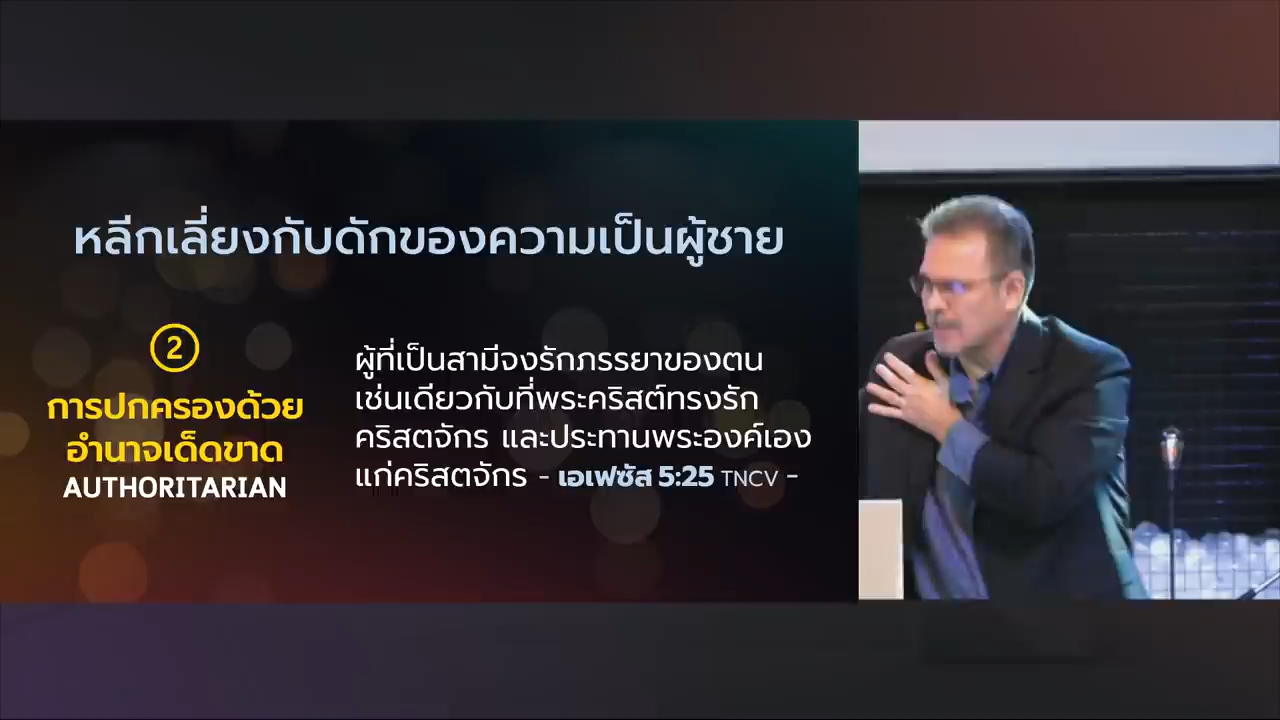 หลีกเลี่ยงกับดักของความเป็นผู้ชาย
2
การปกครองด้วย
อำนาจเด็ดขาด
AUTHORITARIAN
ผู้ที่เป็นสามีจงรักภรรยาของตน
เช่นเดียวกับที่พระคริสต์ทรงรัก
คริสตจักร และประทานพระองค์เอง
แก่คริสตจักร - เอเฟซัส 5:25 TNCV -